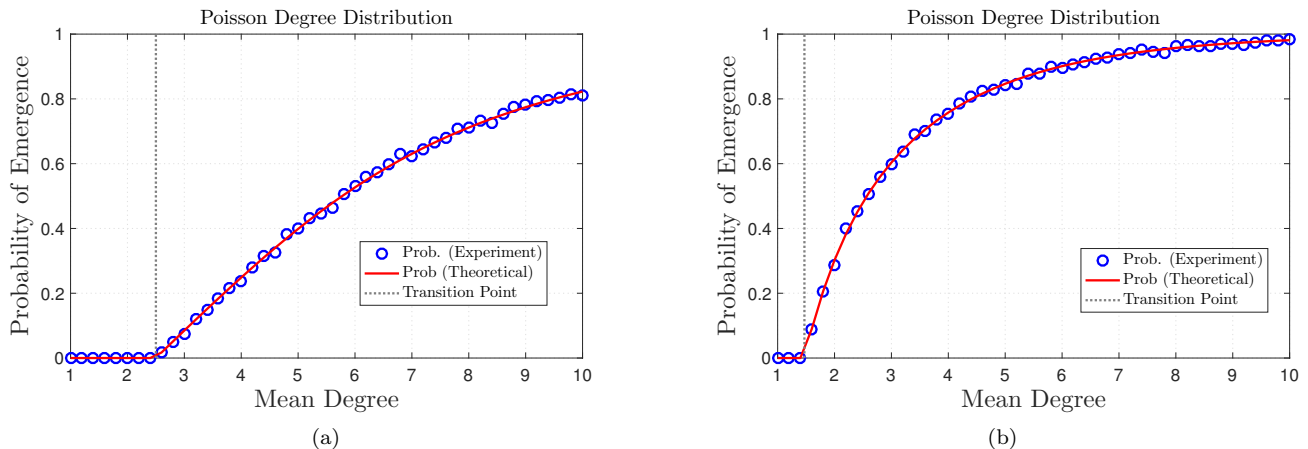 Poisson Degree Distribution
Probability of Emergence
1
0.8
0.6
0.4
0.2
0
Prob. (Experiment)
Prob (Theoretical)
Transition Point
1 2 3 4 5 6 7 8 9 10
Mean Degree
(a)
Poisson Degree Distribution
Probability of Emergence
1
0.8
0.6
0.4
0.2
0
Prob. (Experiment)
Prob (Theoretical)
Transition Point
1 2 3 4 5 6 7 8 9 10
Mean Degree
(b)